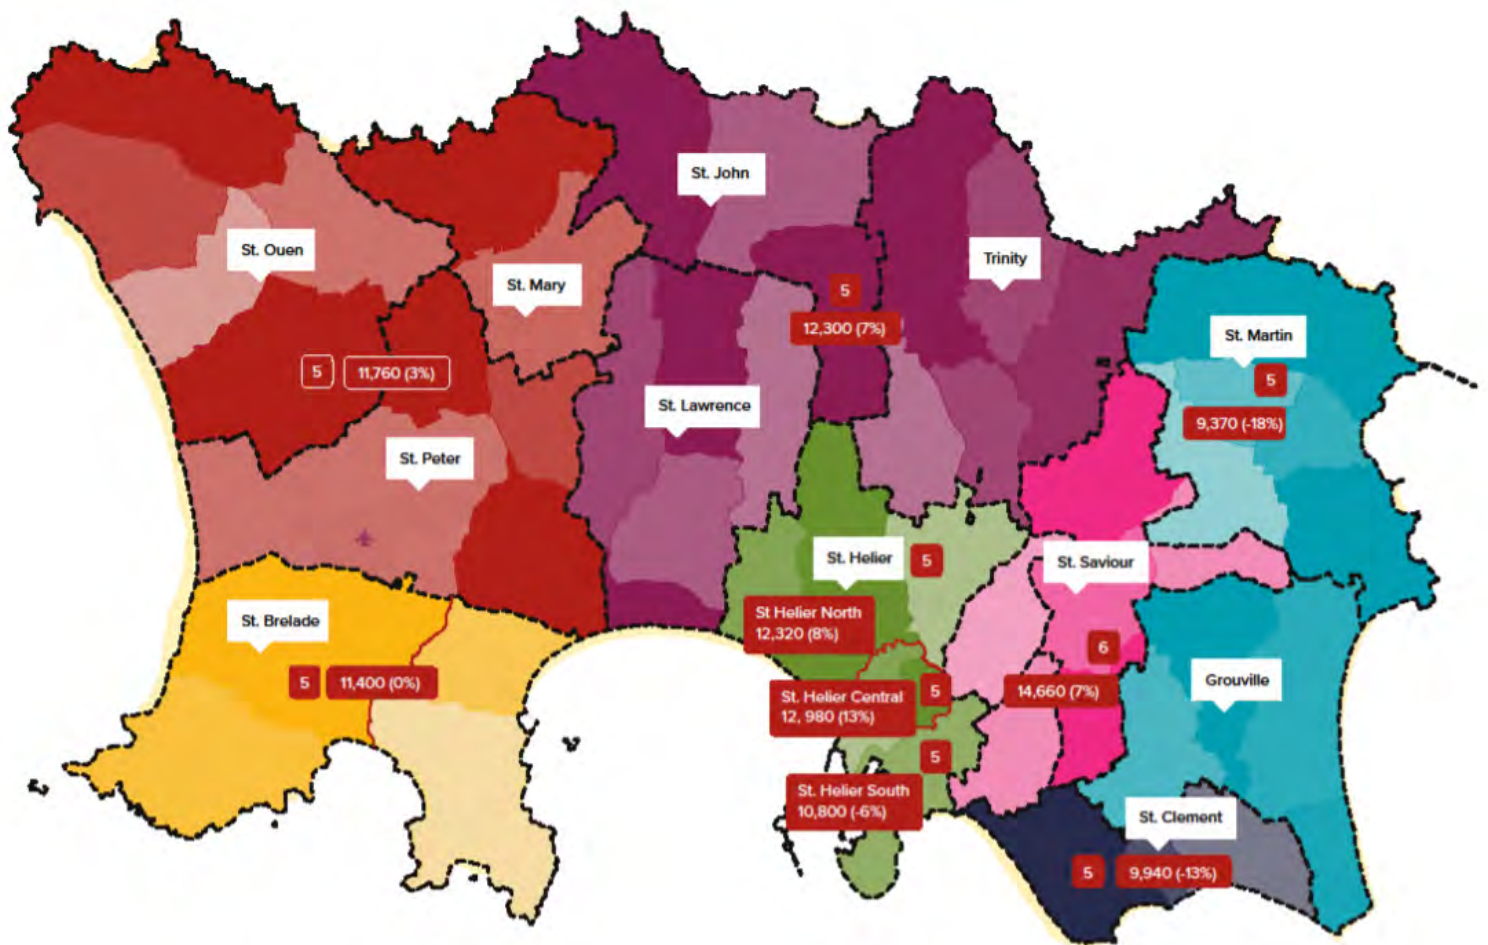 St. John
St. Ouen
Trinity
St. Mary
5
12,300 (7%)
St. Martin
5
5
11,760 (3%)
St. Lawrence
9,370 (-18%)
St. Peter
St. Helier
5
St. Saviour
St. Brelade
St Helier North
12,320 (8%)
6
5
11,400 (0%)
St. Helier Central
12, 980 (13%)
5
14,660 (7%)
Grouville
5
St. Helier South
10,800 (-6%)
St. Clement
5
9,940 (-13%)